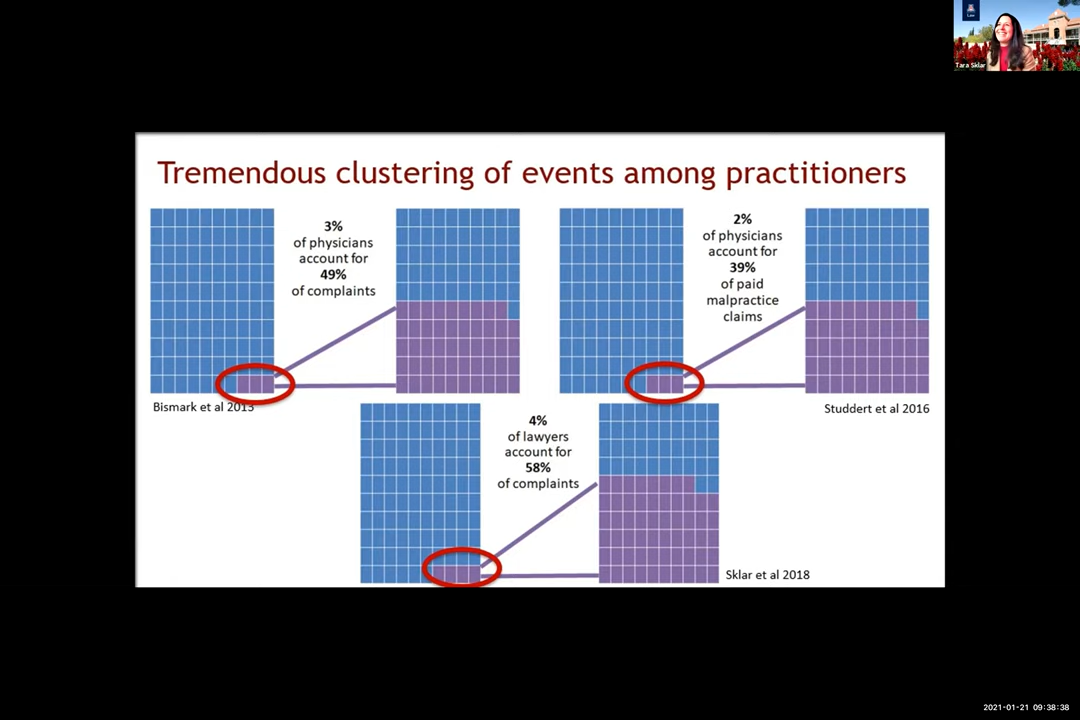 Law
Tara Sklar
Tremendous clustering of events among practitioners
3%
of physicians
account for
49%
of complaints
2%
of physicians
account for
39%
of paid
malpractice
claims
Bismark et al 2013
Studdert et al 2016
4%
of lawyers
account for
58%
of complaints
Sklar et al 2018
2021-01-21 09:38:38